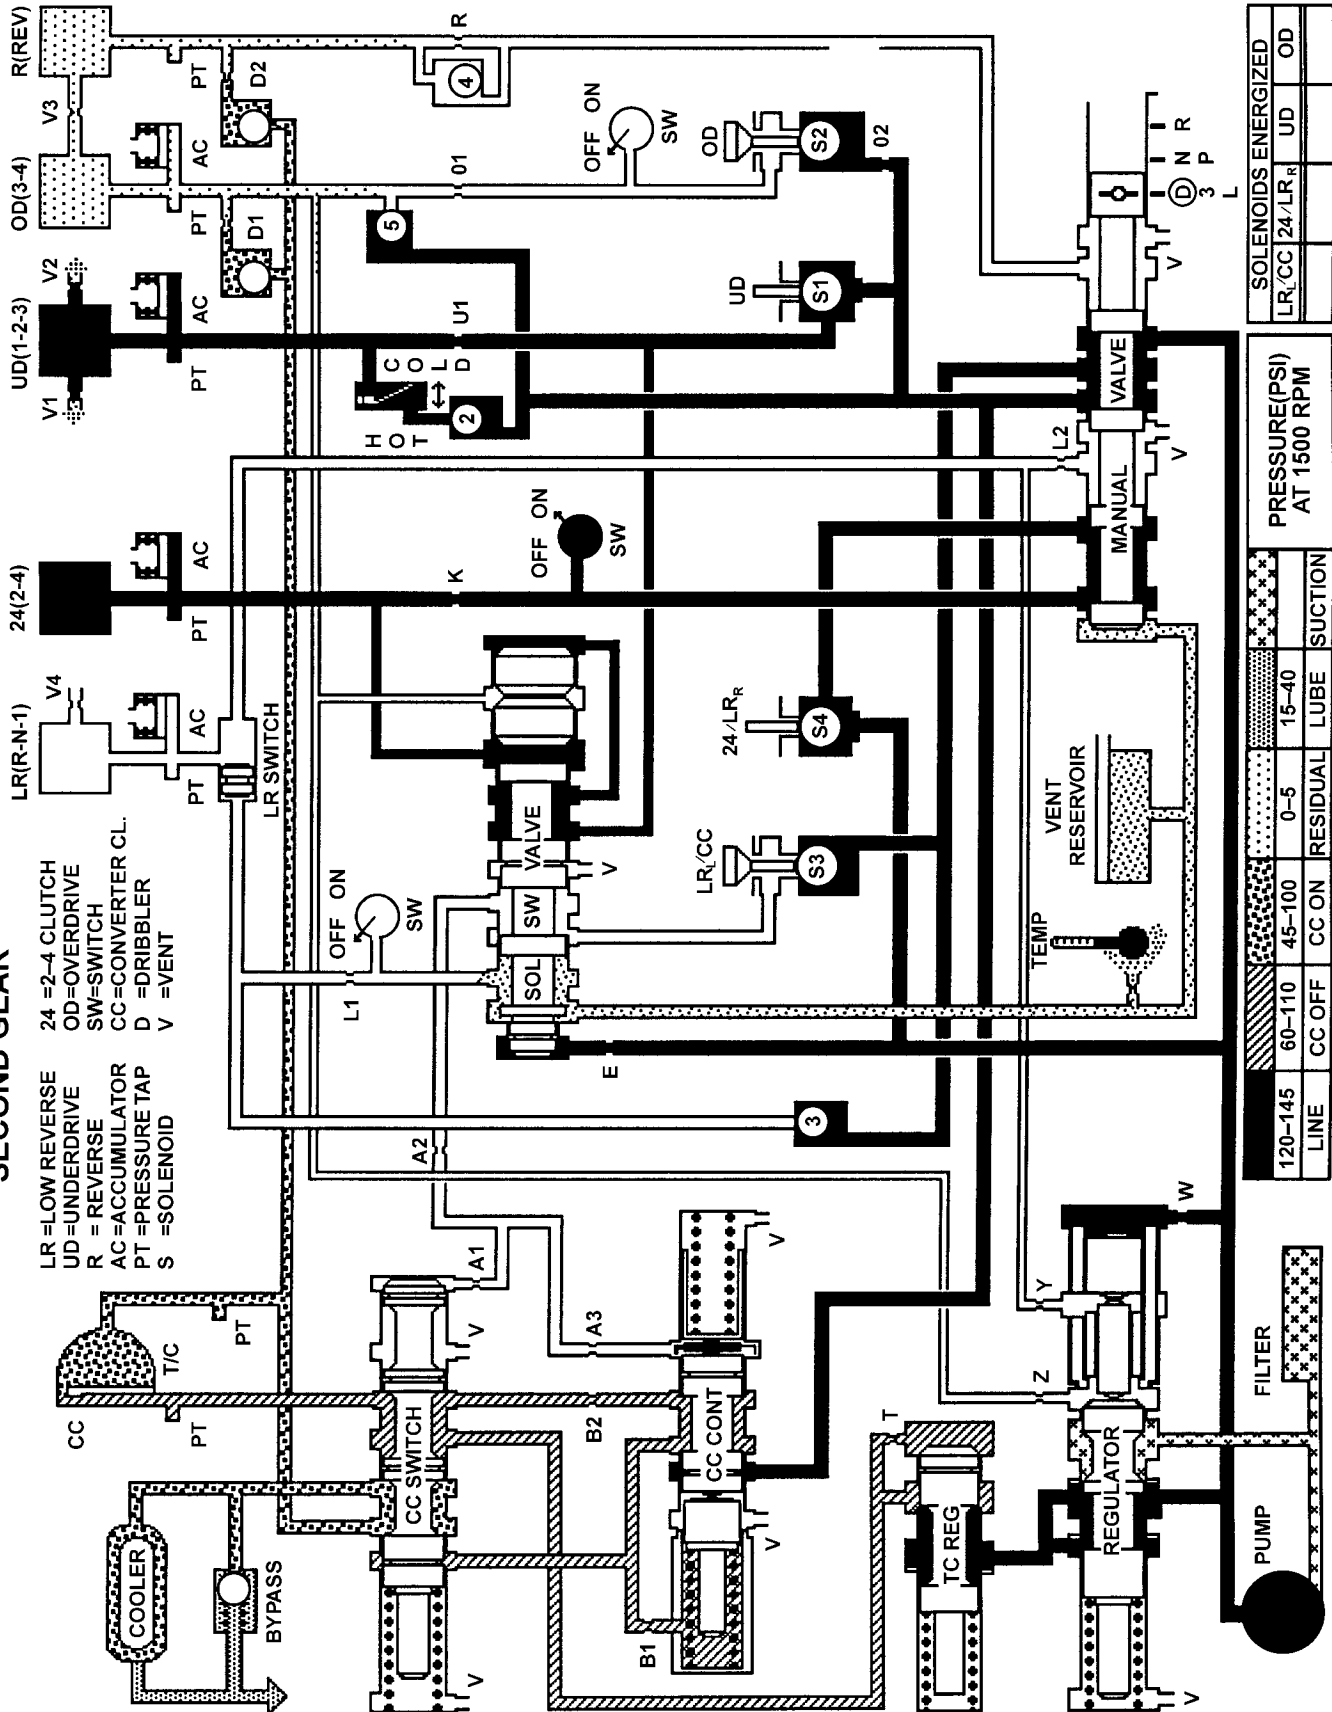 SECOND GEAR
LR =LOW REVERSE
UD =UNDERDRIVE
R = REVERSE
AC =ACCUMULATOR
PT =PRESSURE TAP
S =SOLENOID
24 =2-4 CLUTCH
OD=OVERDRIVE
SW=SWITCH
CC=CONVERTER CL.
D =DRIBBLER
V =VENT
LR(R-N-1)
24(2-4)
UD(1-2-3)
OD(3-4)
R(REV)
V4
V1
V2
V3
COOLER
BYPASS
CC
T/C
PT
PT
PT
AC
PT
AC
PT
AC
PT
AC
PT
D1
D2
LR SWITCH
L1
OFF ON
SW
K
OFF ON
SW
HOT
COLD
2
U1
5
01
4
R
OFF ON
SW
CC SWITCH
V
V
V
A1
A2
A3
B1
B2
CC CONT
V
V
E
SOL
SW
VALVE
V
3
LRL/CC
S3
24/LRR
S4
UD
S1
OD
S2
02
T
TC REG
REGULATOR
V
Z
Y
W
PUMP
FILTER
TEMP
VENT
RESERVOIR
MANUAL
VALVE
L2
V
V
D N R
3 P
L
120-145
60-110
45-100
0-5
15-40
LINE
CC OFF
CC ON
RESIDUAL
LUBE
SUCTION
PRESSURE(PSI)
AT 1500 RPM
SOLENOIDS ENERGIZED
LRL/CC
24/LRR
UD
OD